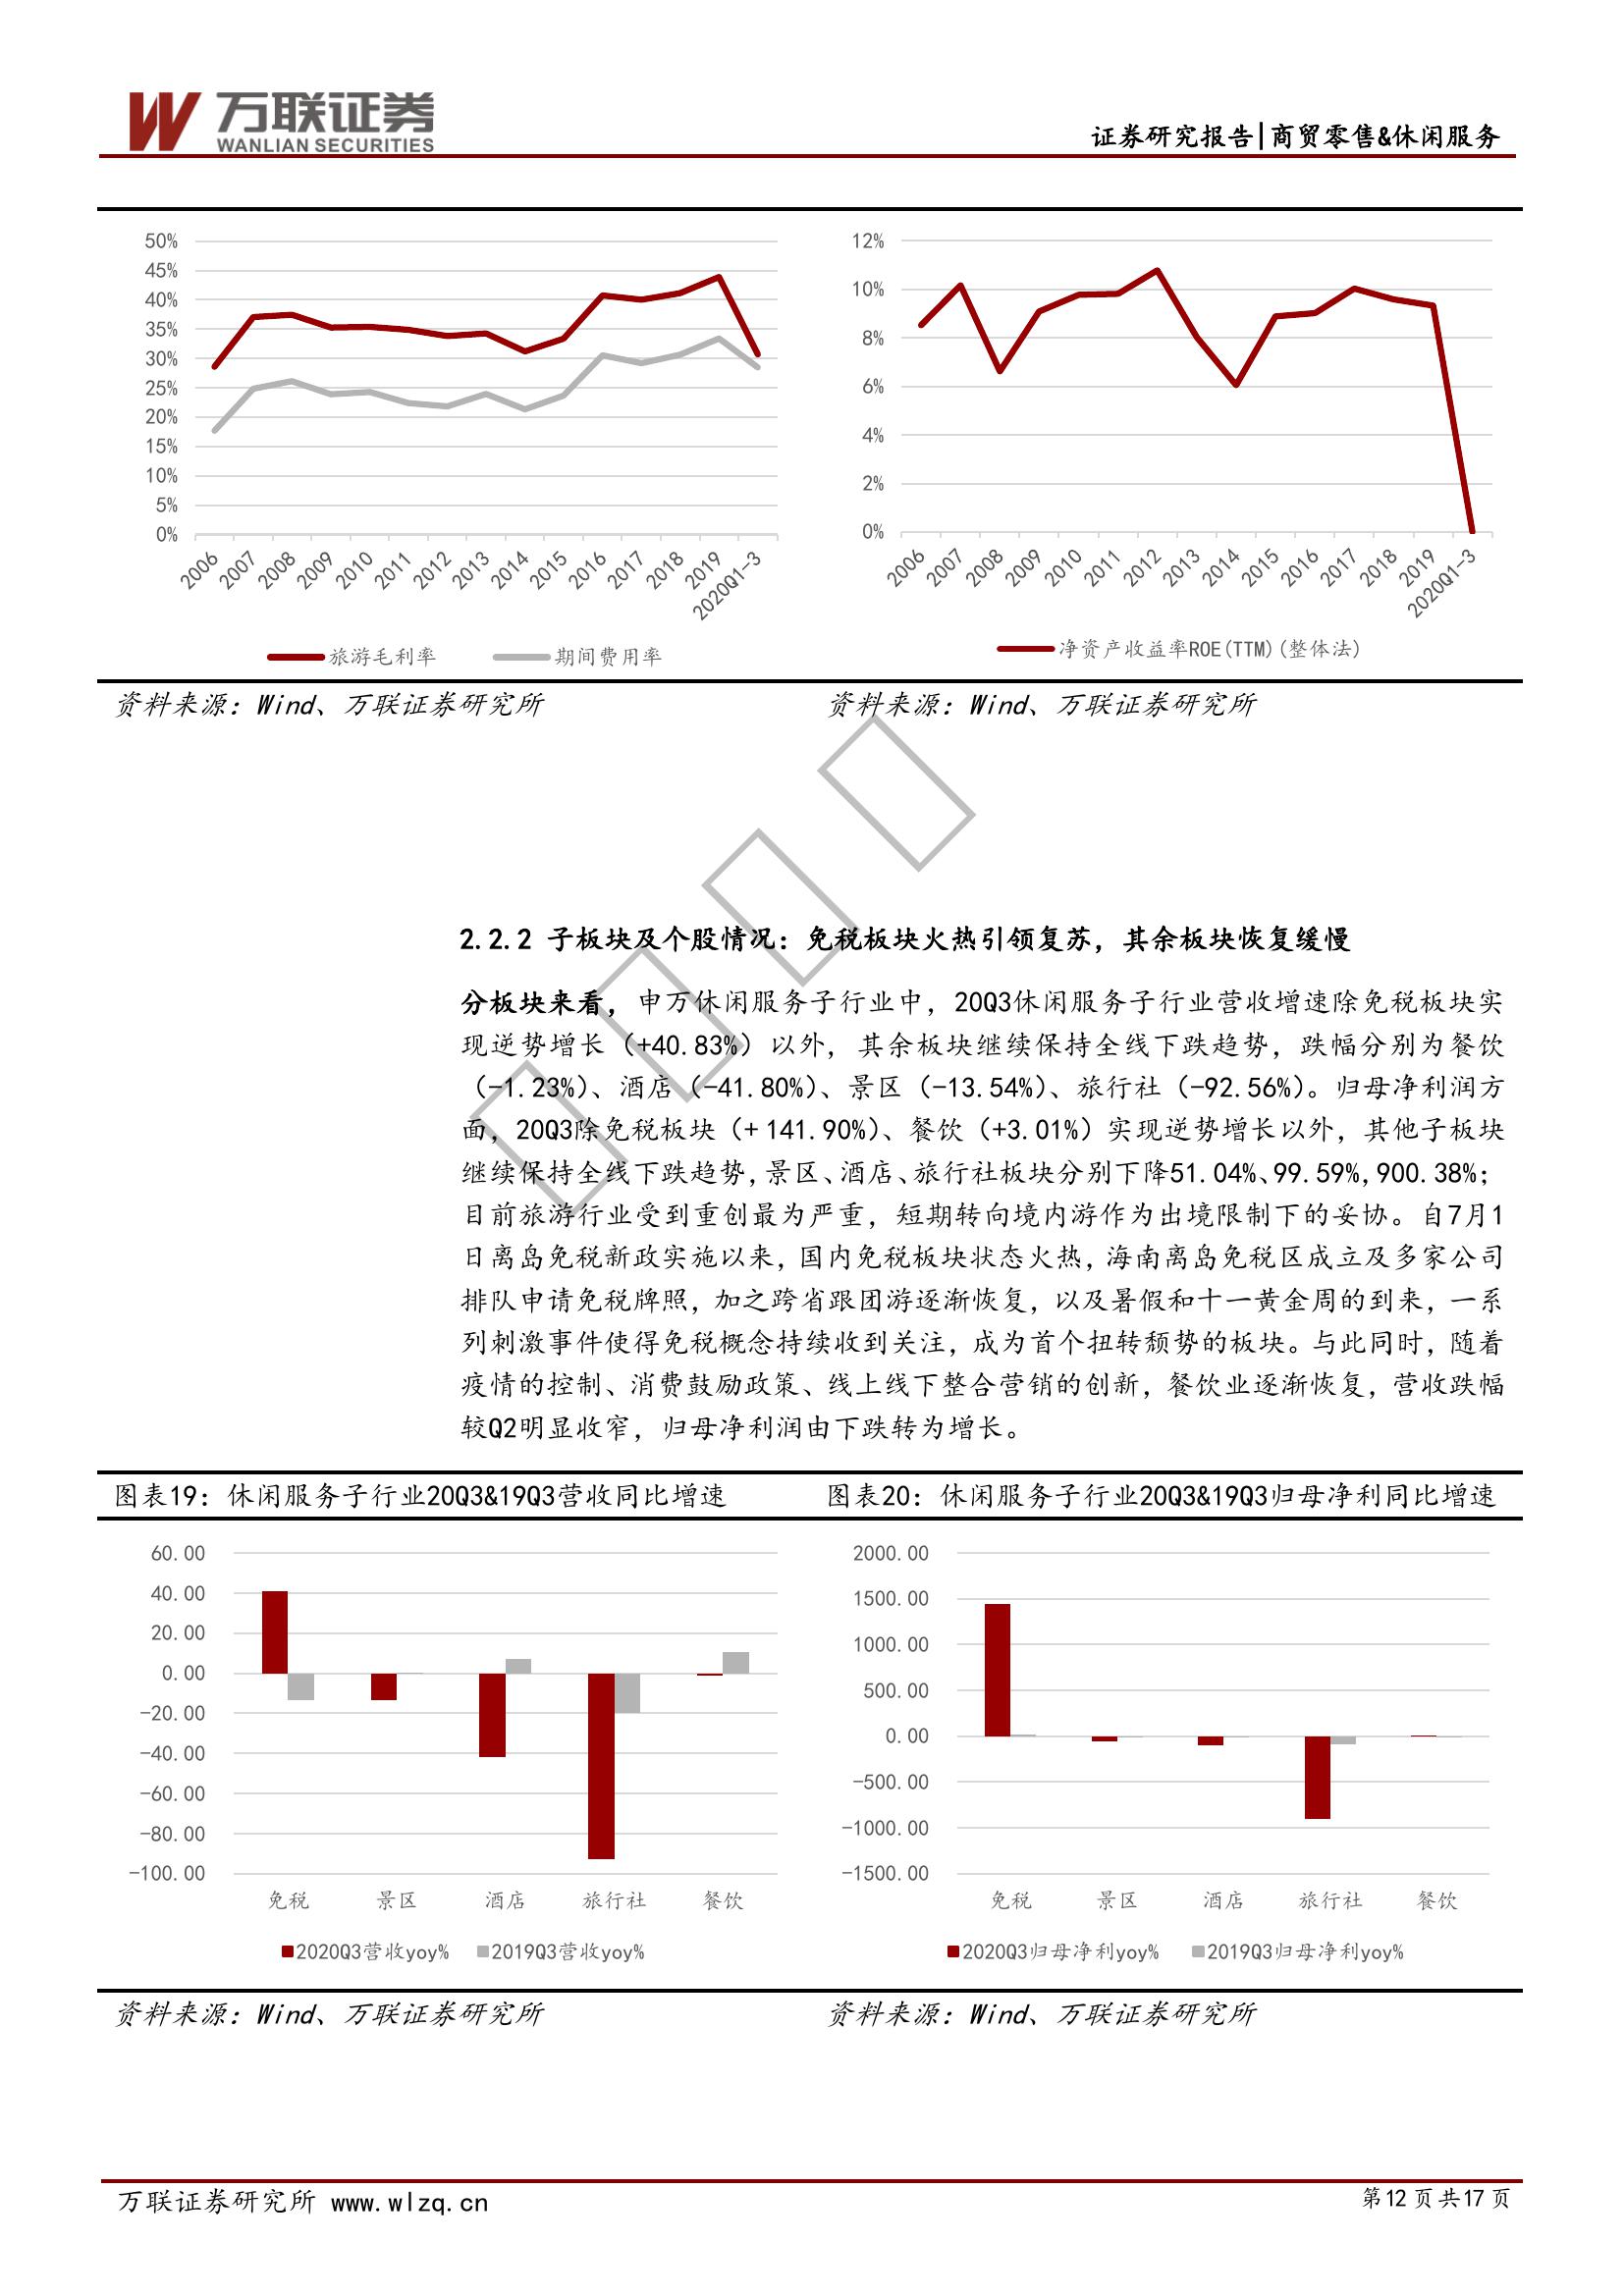 万联证券
WANLIAN SECURITIES
证券研究报告|商贸零售&休闲服务
50%
45%
40%
35%
30%
25%
20%
15%
10%
5%
0%
2006 2007 2008 2009 2010 2011 2012 2013 2014 2015 2016 2017 2018 2019 2020Q1-3
旅游毛利率 期间费用率
12%
10%
8%
6%
4%
2%
0%
2006 2007 2008 2009 2010 2011 2012 2013 2014 2015 2016 2017 2018 2019 2020Q1-3
净资产收益率ROE(TTM)(整体法)
资料来源：Wind、万联证券研究所 资料来源：Wind、万联证券研究所
2.2.2 子板块及个股情况：免税板块火热引领复苏，其余板块恢复缓慢
分板块来看，申万休闲服务子行业中，20Q3休闲服务子行业营收增速除免税板块实
现逆势增长（+40.83%）以外，其余板块继续保持全线下跌趋势，跌幅分别为餐饮
（-1.23%）、酒店（-41.80%）、景区（-13.54%）、旅行社（-92.56%）。归母净利润方
面，20Q3除免税板块（+ 141.90%）、餐饮（+3.01%）实现逆势增长以外，其他子板块
继续保持全线下跌趋势，景区、酒店、旅行社板块分别下降51.04%、99.59%,900.38%；
目前旅游行业受到重创最为严重，短期转向境内游作为出境限制下的妥协。自7月1
日离岛免税新政实施以来，国内免税板块状态火热，海南离岛免税区成立及多家公司
排队申请免税牌照，加之跨省跟团游逐渐恢复，以及暑假和十一黄金周的到来，一系
列刺激事件使得免税概念持续收到关注，成为首个扭转颓势的板块。与此同时，随着
疫情的控制、消费鼓励政策、线上线下整合营销的创新，餐饮业逐渐恢复，营收跌幅
较Q2明显收窄，归母净利润由下跌转为增长。
图表19：休闲服务子行业20Q3&19Q3营收同比增速 图表20：休闲服务子行业20Q3&19Q3归母净利同比增速
60.00
40.00
20.00
0.00
-20.00
-40.00
-60.00
-80.00
-100.00
免税 景区 酒店 旅行社 餐饮
2020Q3营收yoy% 2019Q3营收yoy%
2000.00
1500.00
1000.00
500.00
0.00
-500.00
-1000.00
-1500.00
免税 景区 酒店 旅行社 餐饮
2020Q3归母净利yoy% 2019Q3归母净利yoy%
资料来源：Wind、万联证券研究所 资料来源：Wind、万联证券研究所
万联证券研究所 www.wlzq.cn 第12页共17页